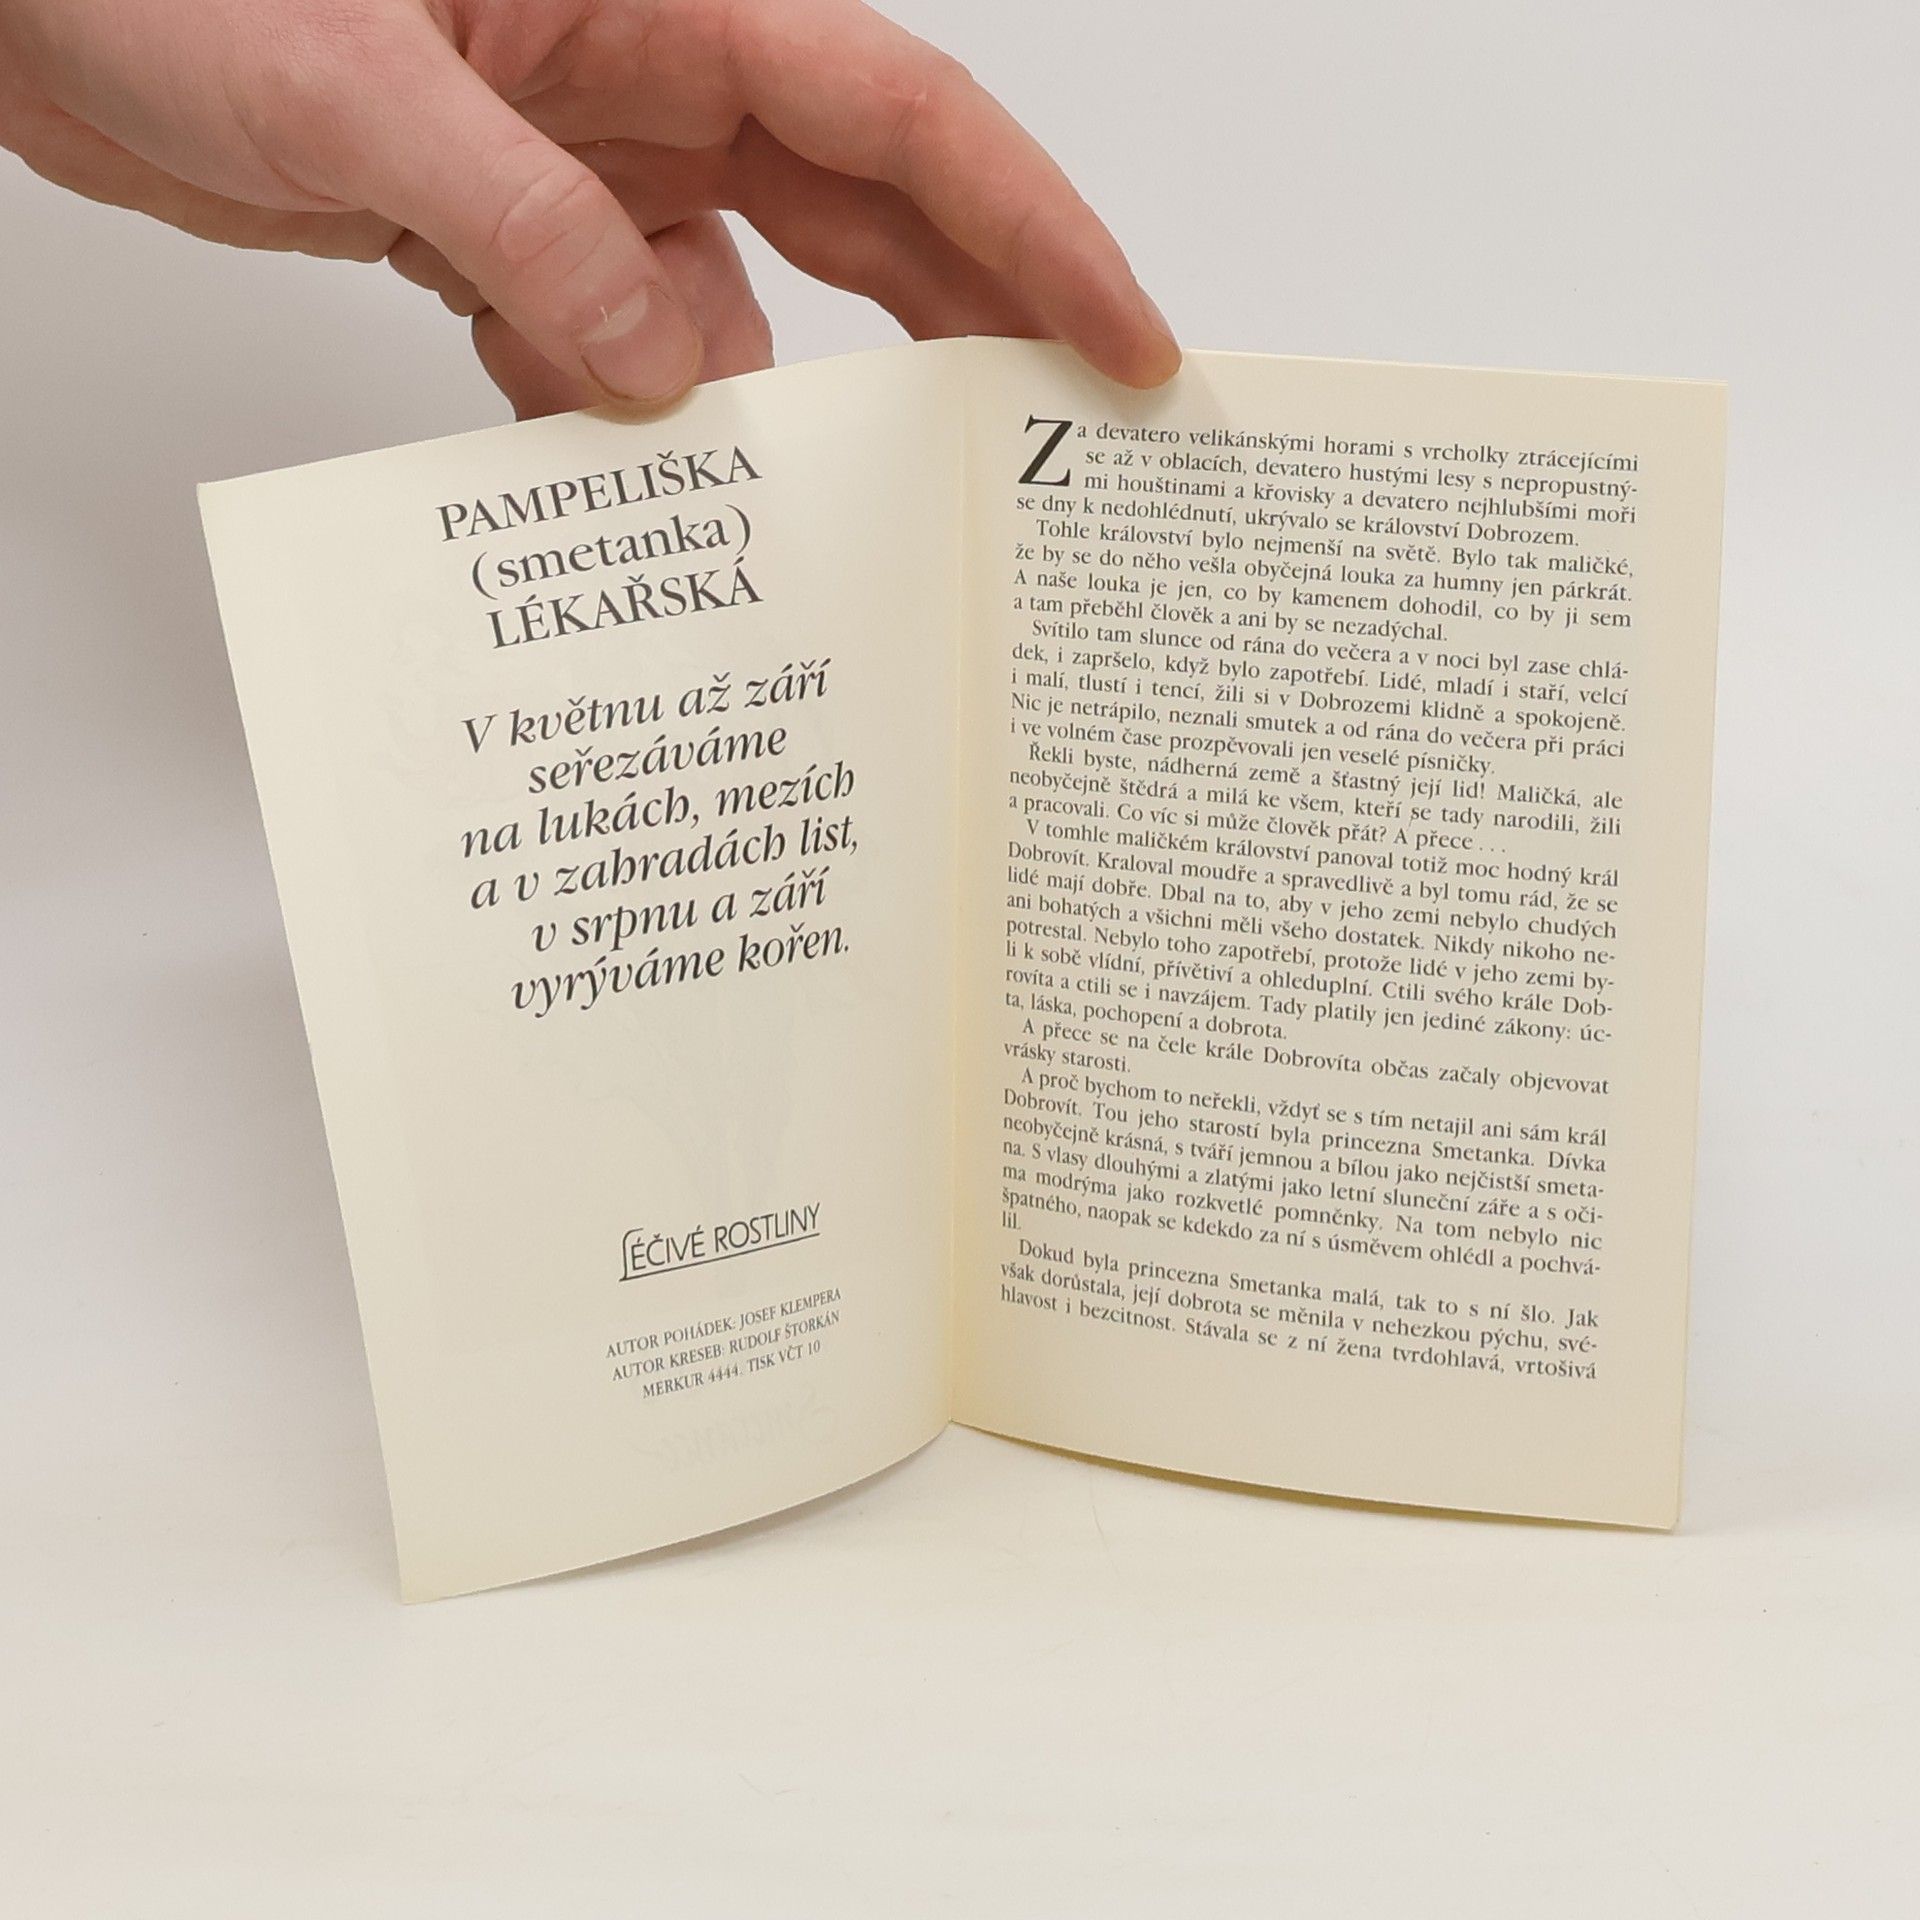 PAMPELIŠKA
(smetanka)
LÉKAŘSKÁ
V květnu až září
seřezáváme
na lukách, mezích
a v zahradách list,
v srpnu a září
vyrýváme kořen.
LÉČIVÉ ROSTLINY
AUTOR POHÁDEK: JOSEF KLEMPERA
AUTOR KRESEB: RUDOLF ŠTORKÁN
MERKUR 4444. TISK VČT 10
Za devatero velikánskými horami s vrcholky ztrácejícími
se až v oblacích, devatero hustými lesy s nepropustný-
mi houštinami a křovisky a devatero nejhlubšími moři
se dny k nedohlédnutí, ukrývalo se království Dobrozem.
Tohle království bylo nejmenší na světě. Bylo tak maličké,
že by se do něho vešla obyčejná louka za humny jen párkrát.
A naše louka je jen, co by kamenem dohodil, co by ji sem
a tam přeběhl člověk a ani by se nezadýchal.
Svítilo tam slunce od rána do večera a v noci byl zase chlá-
dek, i zapršelo, když bylo zapotřebí. Lidé, mladí i staří, velcí
i malí, tlustí i tencí, žili si v Dobrozemi klidně a spokojeně.
Nic je netrápilo, neznali smutek a od rána do večera při práci
i ve volném čase prozpěvovali jen veselé písničky.
Řekli byste, nádherná země a šťastný její lid! Maličká, ale
neobyčejně štědrá a milá ke všem, kteří se tady narodili, žili
a pracovali. Co víc si může člověk přát? A přece . . .
V tomhle maličkém království panoval totiž moc hodný král
Dobrovít. Kraloval moudře a spravedlivě a byl tomu rád, že se
lidé mají dobře. Dbal na to, aby v jeho zemi nebylo chudých
ani bohatých a všichni měli všeho dostatek. Nikdy nikoho ne-
potrestal. Nebylo toho zapotřebí, protože lidé v jeho zemi by-
li k sobě vlídní, přívětiví a ohleduplní. Ctili svého krále Dob-
rovíta a ctili se i navzájem. Tady platily jen jediné zákony: úc-
ta, láska, pochopení a dobrota.
A přece se na čele krále Dobrovíta občas začaly objevovat
vrásky starosti.
A proč bychom to neřekli, vždyť se s tím netajil ani sám král
Dobrovít. Tou jeho starostí byla princezna Smetanka. Dívka
neobyčejně krásná, s tváří jemnou a bílou jako nejčistší smeta-
na. S vlasy dlouhými a zlatými jako letní sluneční záře a s oči-
ma modrýma jako rozkvetlé pomněnky. Na tom nebylo nic
špatného, naopak se kdekdo za ní s úsměvem ohlédl a pochvá-
lil.
Dokud byla princezna Smetanka malá, tak to s ní šlo. Jak
však dorůstala, její dobrota se měnila v nehezkou pýchu, své-
hlavost i bezcitnost. Stávala se z ní žena tvrdohlavá, vrtošivá